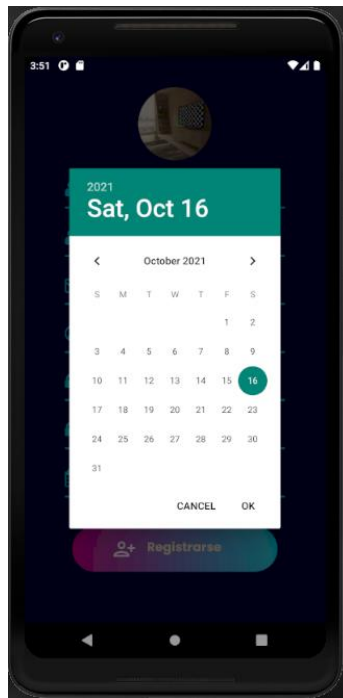 3:51
2021
Sat, Oct 16
October 2021
S M T W T F S
1 2
3 4 5 6 7 8 9
10 11 12 13 14 15 16
17 18 19 20 21 22 23
24 25 26 27 28 29 30
31
CANCEL OK
Registrarse